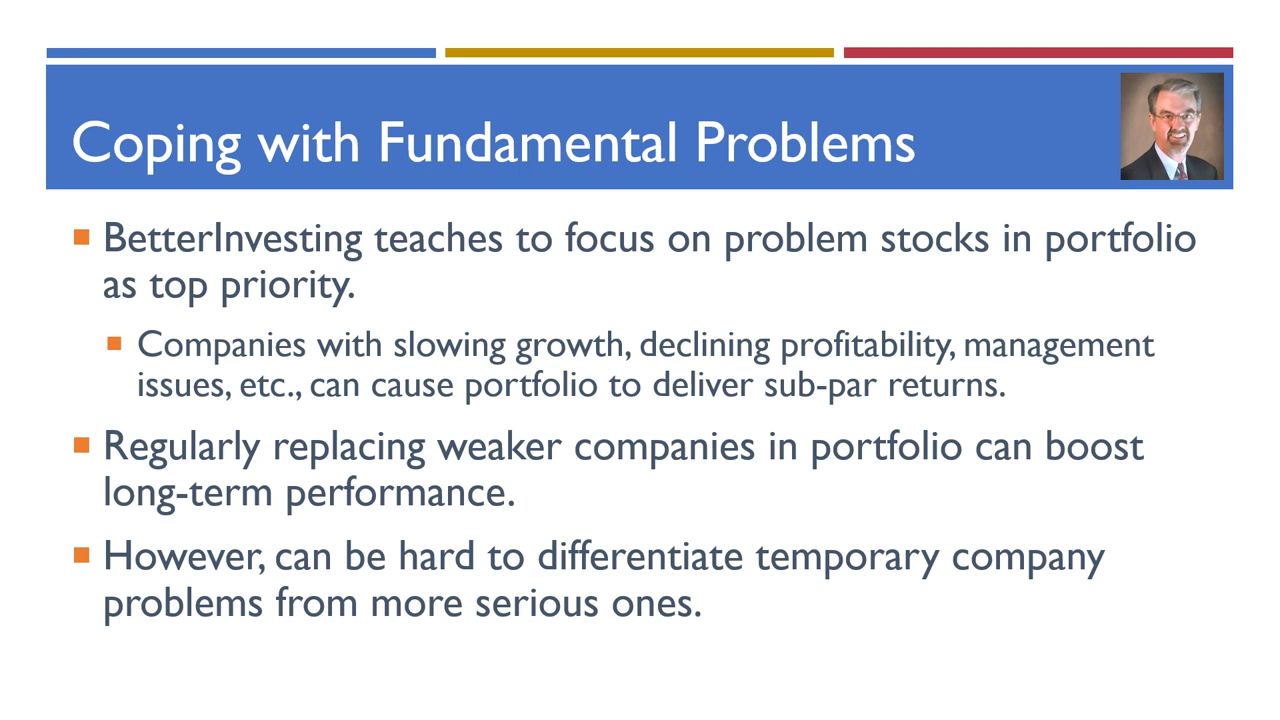 Coping with Fundamental Problems
BetterInvesting teaches to focus on problem stocks in portfolio
as top priority.
Companies with slowing growth, declining profitability, management
issues, etc., can cause portfolio to deliver sub-par returns.
Regularly replacing weaker companies in portfolio can boost
long-term performance.
However, can be hard to differentiate temporary company
problems from more serious ones.